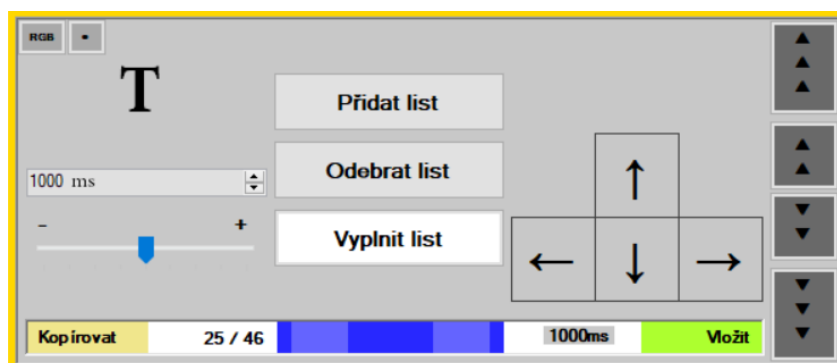 RGB
T
Přidat list
1000 ms
Odebrat list
- +
Vyplnit list
Kopírovat 25 / 46 1000ms Vložit